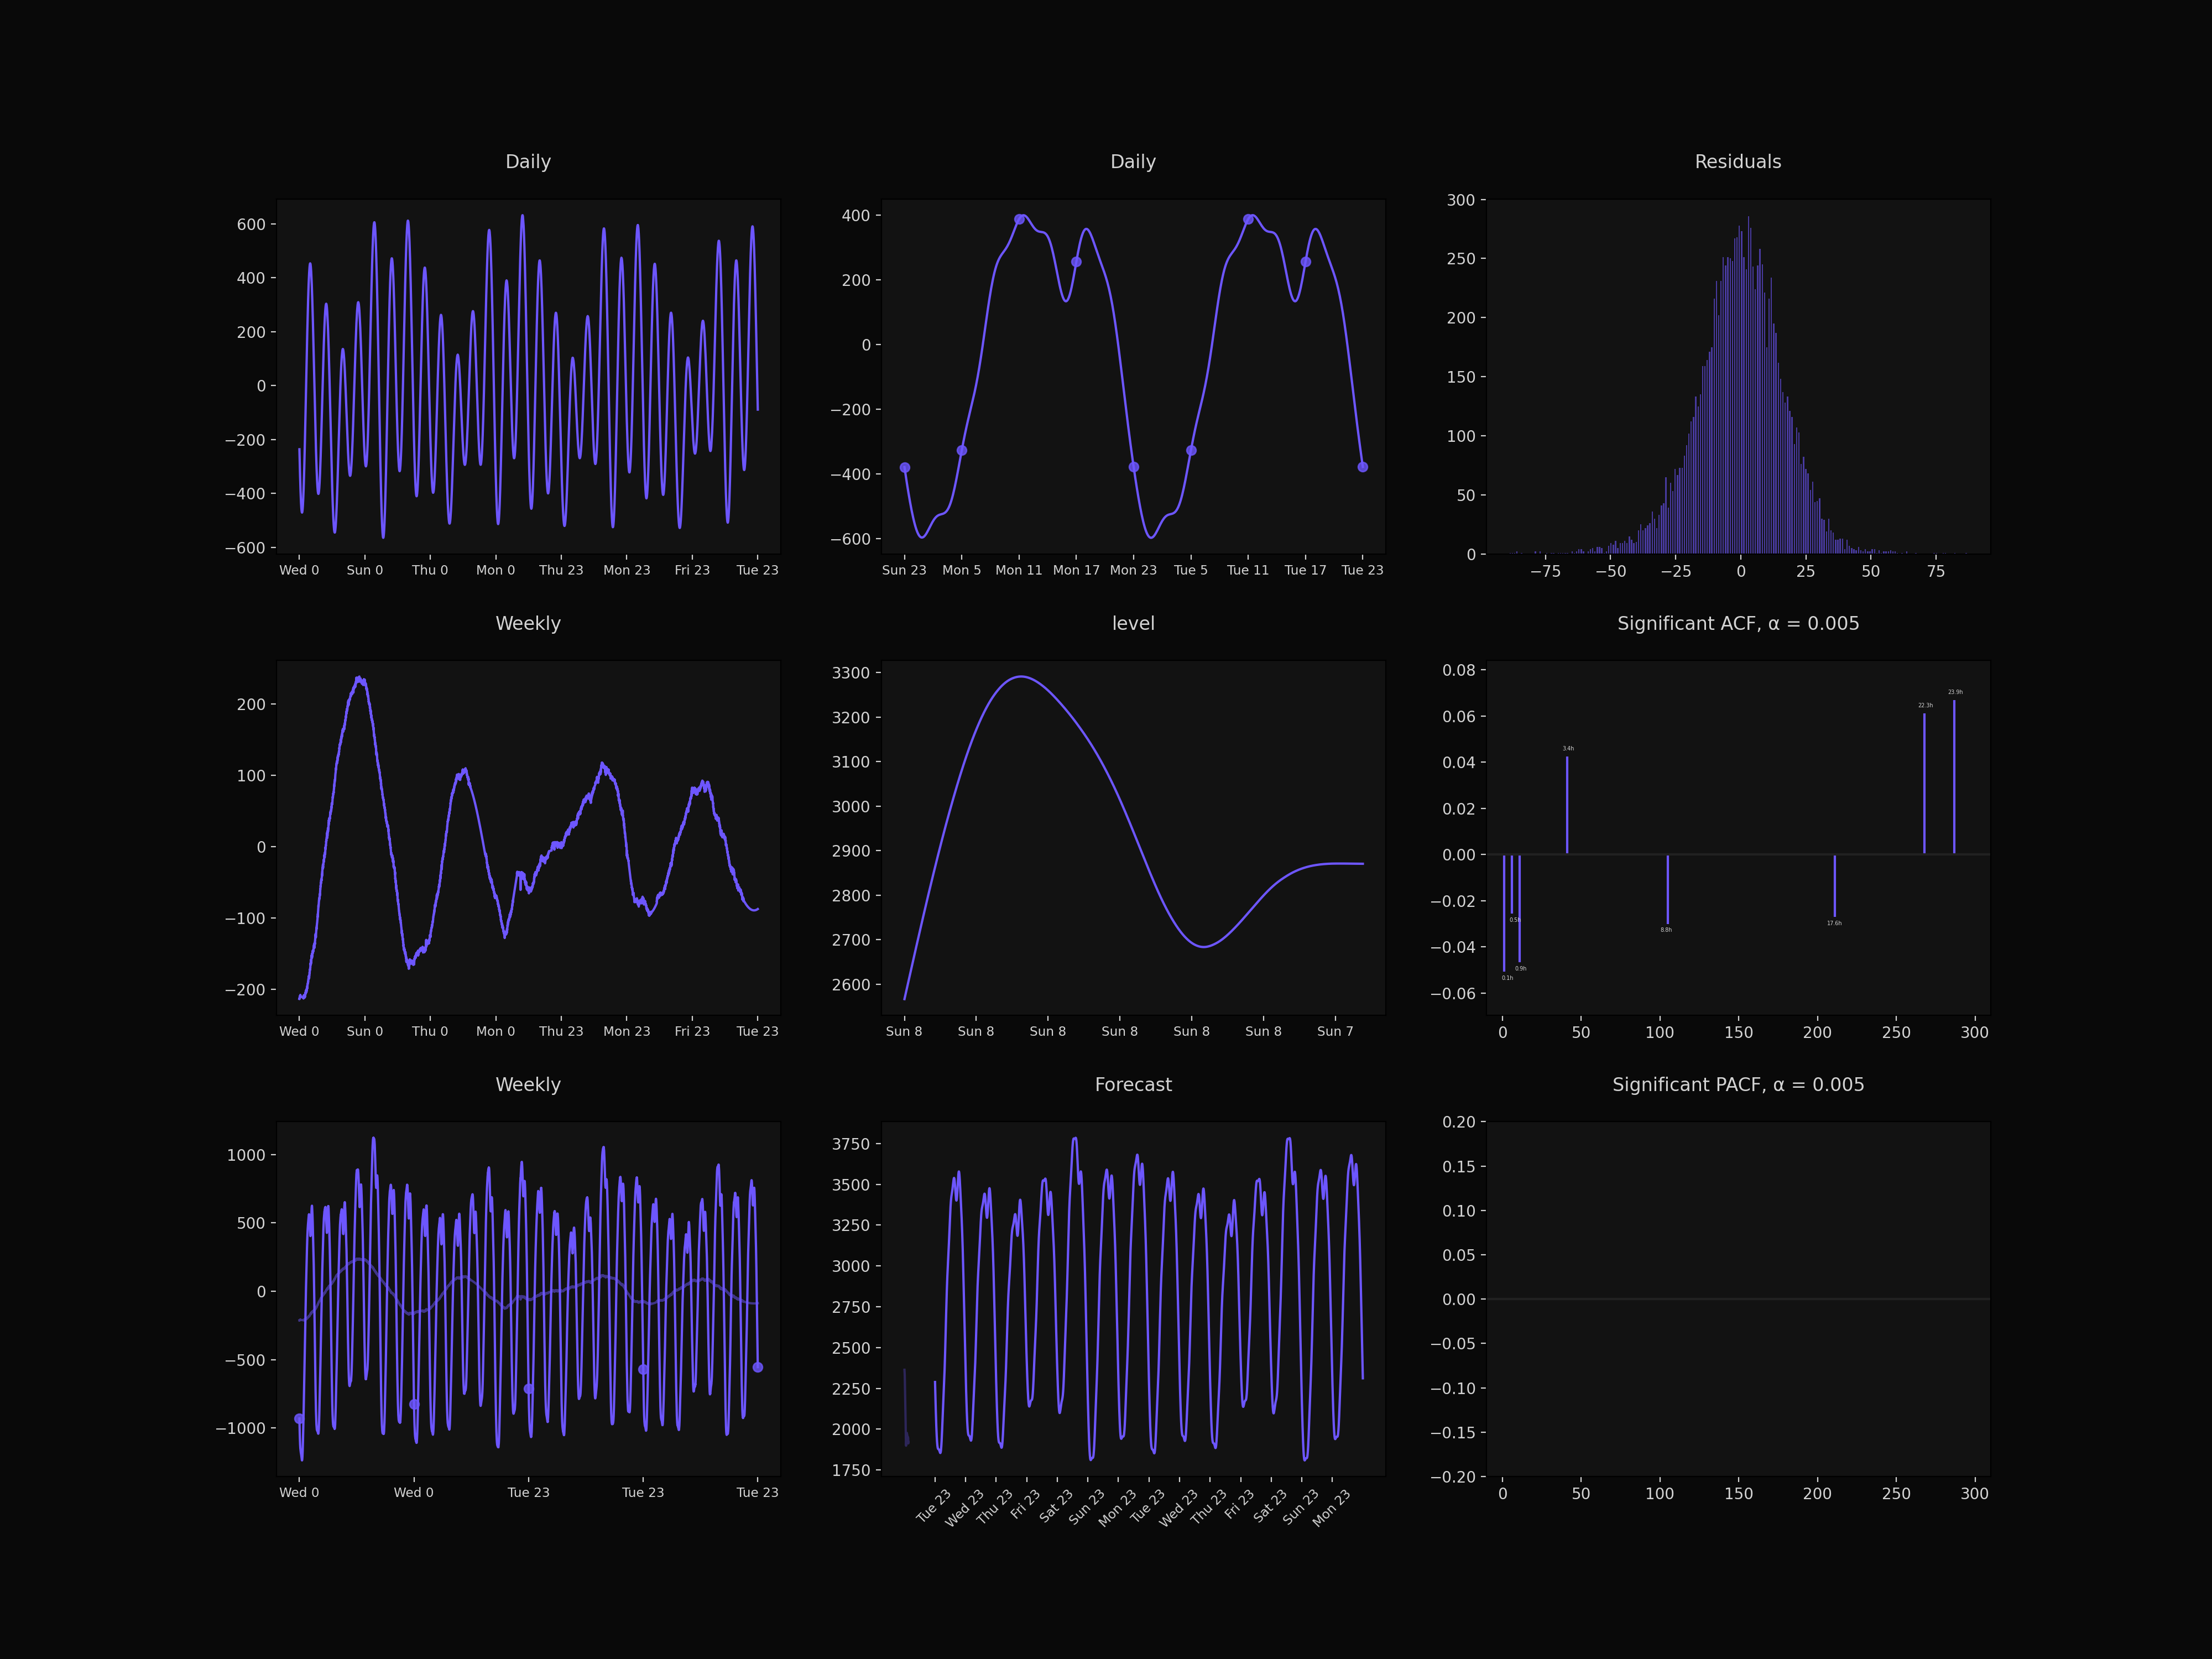 Daily
600
400
200
0
−200
−400
−600
Wed 0 Sun 0 Thu 0 Mon 0 Thu 23 Mon 23 Fri 23 Tue 23
Daily
400
200
0
−200
−400
−600
Sun 23 Mon 5 Mon 11 Mon 17 Mon 23 Tue 5 Tue 11 Tue 17 Tue 23
Residuals
300
250
200
150
100
50
0
−75 −50 −25 0 25 50 75
Weekly
200
100
0
−100
−200
Wed 0 Sun 0 Thu 0 Mon 0 Thu 23 Mon 23 Fri 23 Tue 23
level
3300
3200
3100
3000
2900
2800
2700
2600
Sun 8 Sun 8 Sun 8 Sun 8 Sun 8 Sun 8 Sun 7
Significant ACF, α = 0.005
0.08
0.06
0.04
0.02
0.00
−0.02
−0.04
−0.06
23.9h
22.3h
3.4h
0.5h
17.6h
8.8h
0.9h
0.1h
0 50 100 150 200 250 300
Weekly
1000
500
0
−500
−1000
Wed 0 Wed 0 Tue 23 Tue 23 Tue 23
Forecast
3750
3500
3250
3000
2750
2500
2250
2000
1750
Tue 23 Wed 23 Thu 23 Fri 23 Sat 23 Sun 23 Mon 23 Tue 23 Wed 23 Thu 23 Fri 23 Sat 23 Sun 23 Mon 23
Significant PACF, α = 0.005
0.20
0.15
0.10
0.05
0.00
−0.05
−0.10
−0.15
−0.20
0 50 100 150 200 250 300